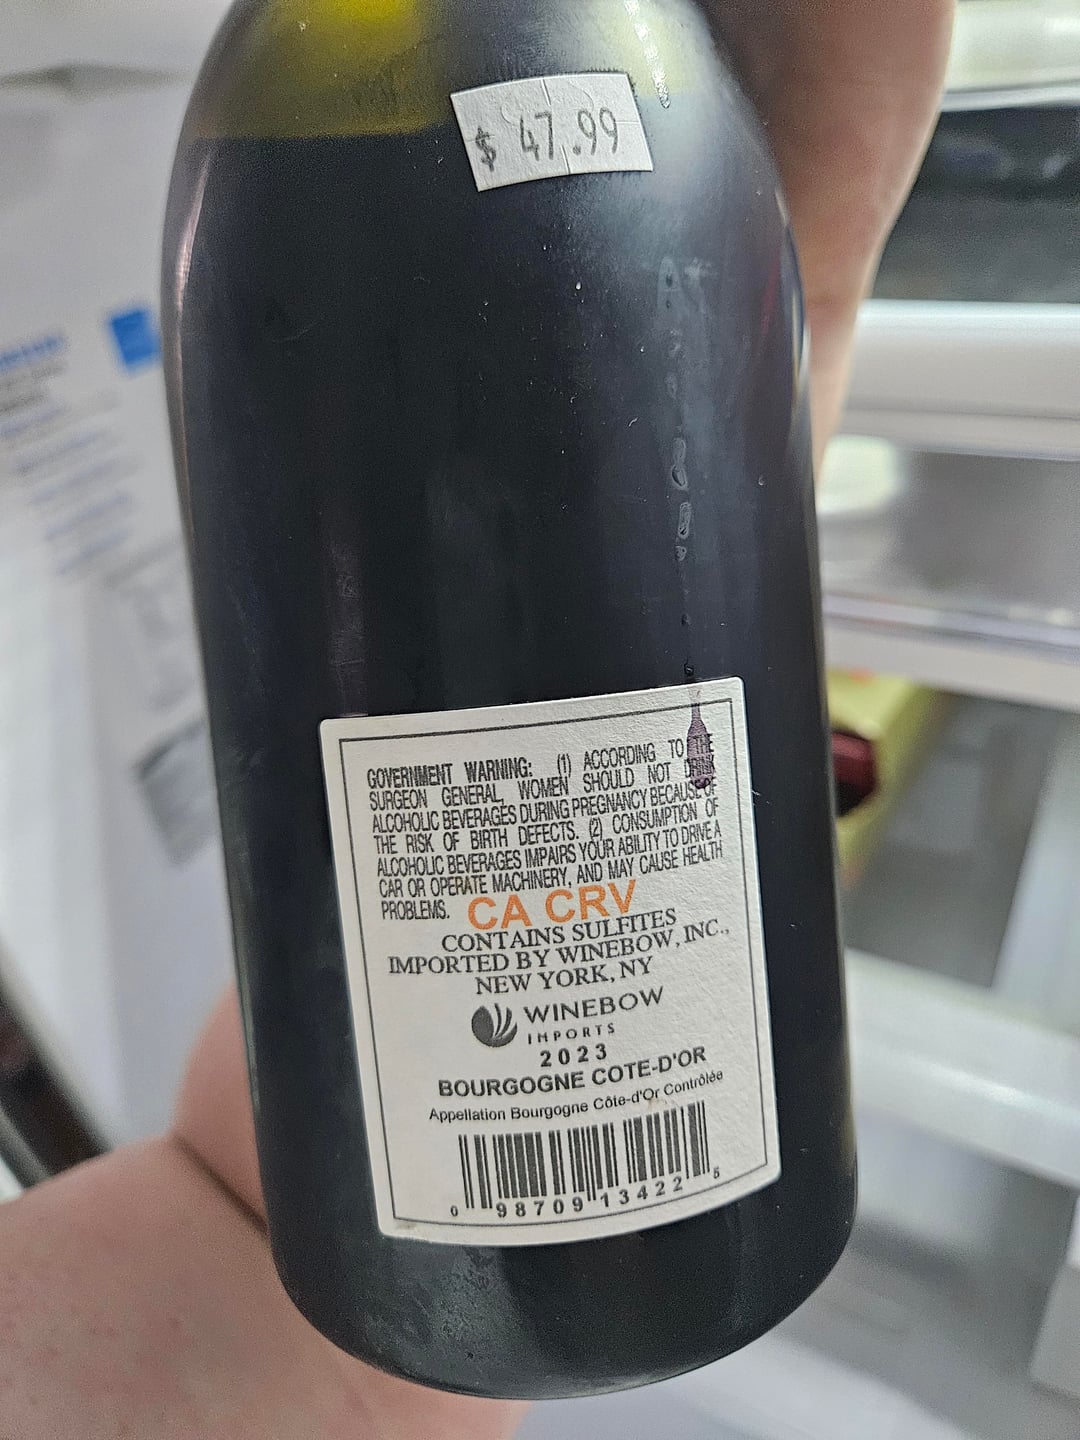 $ 47.99
GOVERNMENT WARNING: (1) ACCORDING TO THE
SURGEON GENERAL, WOMEN SHOULD NOT DRINK
ALCOHOLIC BEVERAGES DURING PREGNANCY BECAUSE OF
THE RISK OF BIRTH DEFECTS. (2) CONSUMPTION OF
ALCOHOLIC BEVERAGES IMPAIRS YOUR ABILITY TO DRIVE A
CAR OR OPERATE MACHINERY, AND MAY CAUSE HEALTH
PROBLEMS. CA CRV
CONTAINS SULFITES
IMPORTED BY WINEBOW, INC.,
NEW YORK, NY
WINEBOW
IMPORTS
2023
BOURGOGNE COTE-D'OR
Appellation Bourgogne Côte-d'Or Contrôlée
0 98709 13422 5